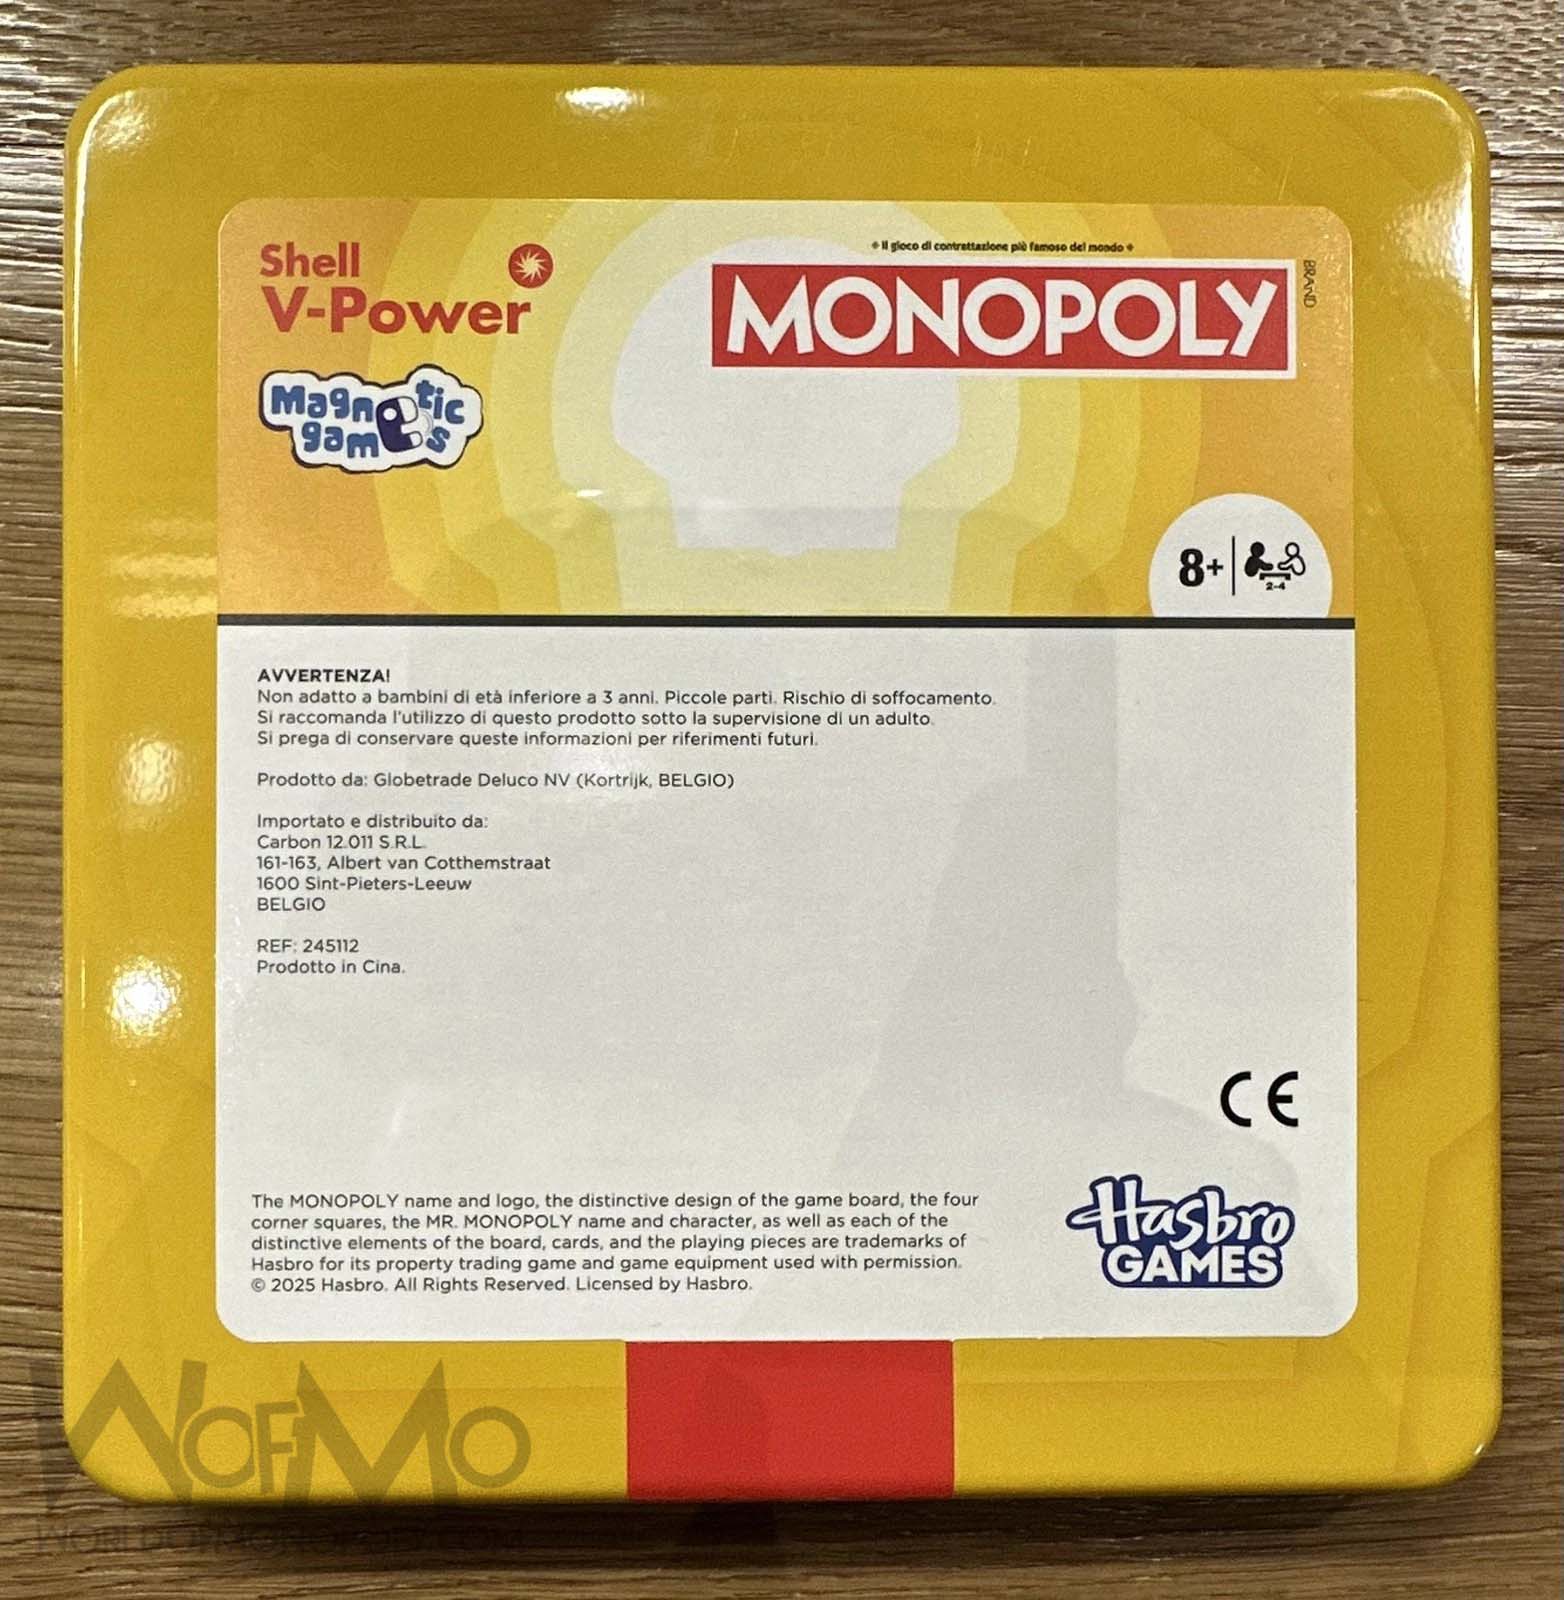 Shell
V-Power
Magnetic
games
Il gioco di contrattazione più famoso del mondo
MONOPOLY
BRAND
8+
2-4
AVVERTENZA!
Non adatto a bambini di età inferiore a 3 anni. Piccole parti. Rischio di soffocamento.
Si raccomanda l'utilizzo di questo prodotto sotto la supervisione di un adulto.
Si prega di conservare queste informazioni per riferimenti futuri.
Prodotto da: Globetrade Deluco NV (Kortrijk, BELGIO)
Importato e distribuito da:
Carbon 12.011 S.R.L.
161-163, Albert van Cotthemstraat
1600 Sint-Pieters-Leeuw
BELGIO
REF: 245112
Prodotto in Cina.
CE
The MONOPOLY name and logo, the distinctive design of the game board, the four
corner squares, the MR. MONOPOLY name and character, as well as each of the
distinctive elements of the board, cards, and the playing pieces are trademarks of
Hasbro for its property trading game and game equipment used with permission.
© 2025 Hasbro. All Rights Reserved. Licensed by Hasbro.
Hasbro
GAMES
WOFMO
WORLDOFMONOPOLY.COM